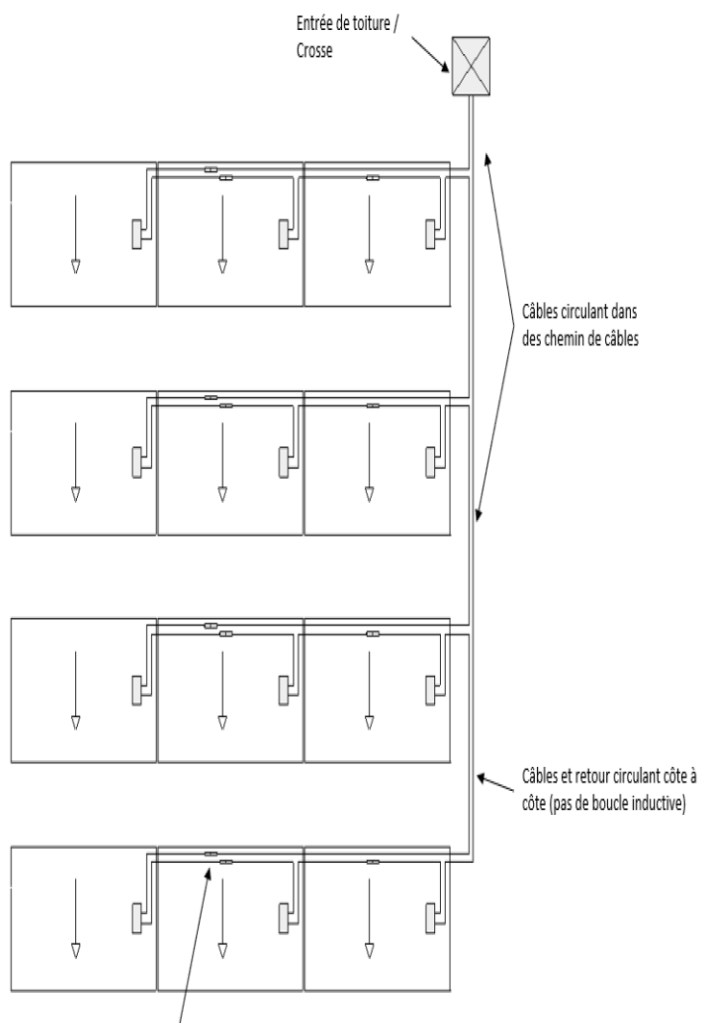 Entrée de toiture /
Crosse
Câbles circulant dans
des chemin de câbles
Câbles et retour circulant côte à
côte (pas de boucle inductive)